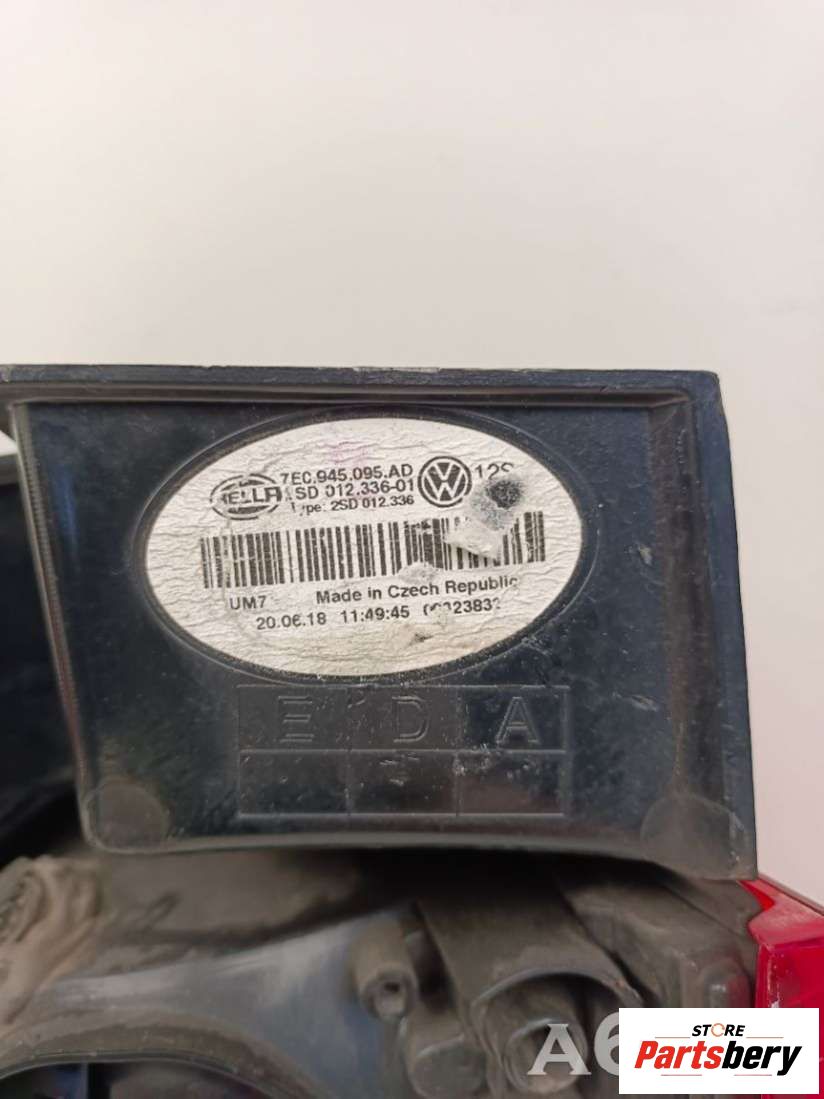 HELLA
7E0.945.095.AD
2SD 012.336-01
Type: 2SD 012.336
UM7 Made in Czech Republic
20.06.18 11:49:45
E D A
STORE
Partsbery